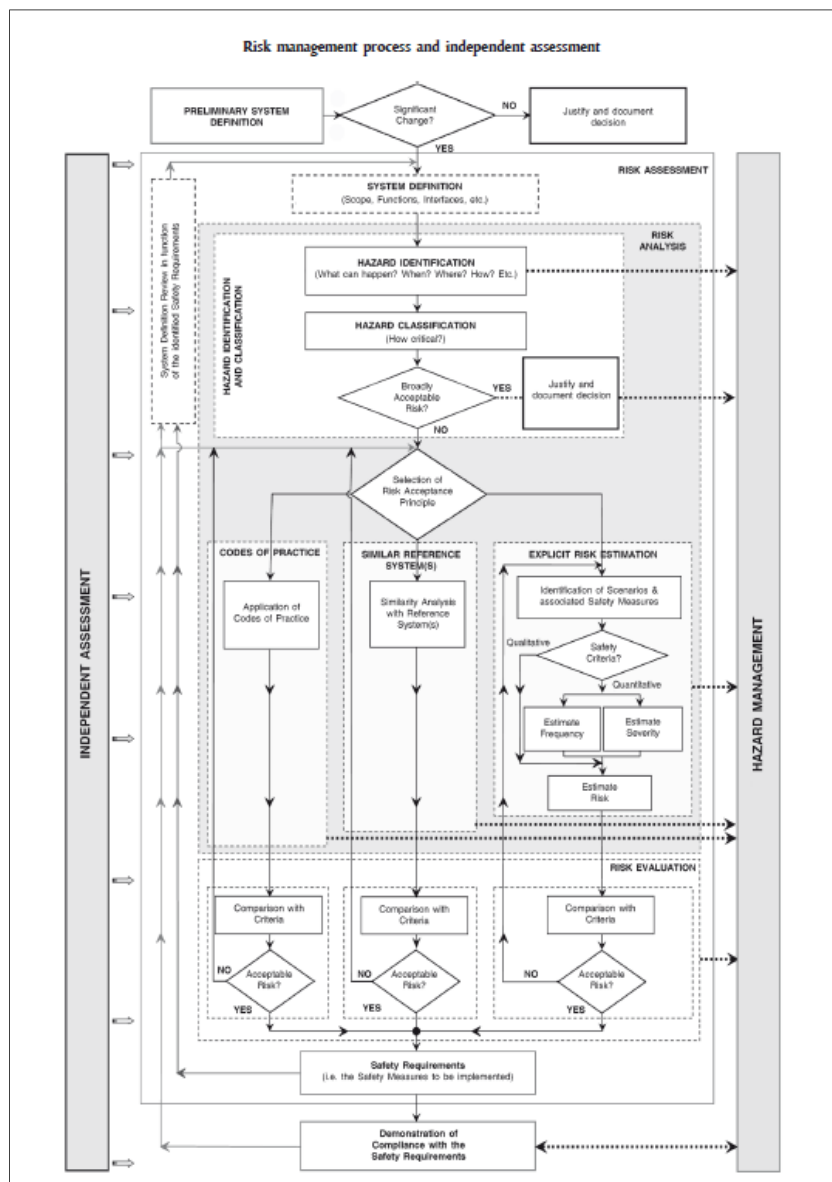 Risk management process and independent assessment
PRELIMINARY SYSTEM
DEFINITION
Significant
Change?
NO
Justify and document
decision
YES
RISK ASSESSMENT
SYSTEM DEFINITION
(Scope, Functions, Interfaces, etc.)
System Definition Review in function
of the identified Safety Requirements
RISK
ANALYSIS
HAZARD IDENTIFICATION
AND CLASSIFICATION
HAZARD IDENTIFICATION
(What can happen? When? Where? How? Etc.)
HAZARD CLASSIFICATION
(How critical?)
Broadly
Acceptable
Risk?
YES
Justify and
document decision
NO
Selection of
Risk Acceptance
Principle
CODES OF PRACTICE
Application of
Codes of Practice
SIMILAR REFERENCE
SYSTEM(S)
Similarity Analysis
with Reference
System(s)
EXPLICIT RISK ESTIMATION
Identification of Scenarios &
associated Safety Measures
Qualitative
Safety
Criteria?
Quantitative
Estimate
Frequency
Estimate
Severity
Estimate
Risk
INDEPENDENT ASSESSMENT
HAZARD MANAGEMENT
RISK EVALUATION
Comparison with
Criteria
NO
Acceptable
Risk?
YES
Comparison with
Criteria
NO
Acceptable
Risk?
YES
Comparison with
Criteria
NO
Acceptable
Risk?
YES
Safety Requirements
(i.e. the Safety Measures to be implemented)
Demonstration of
Compliance with the
Safety Requirements